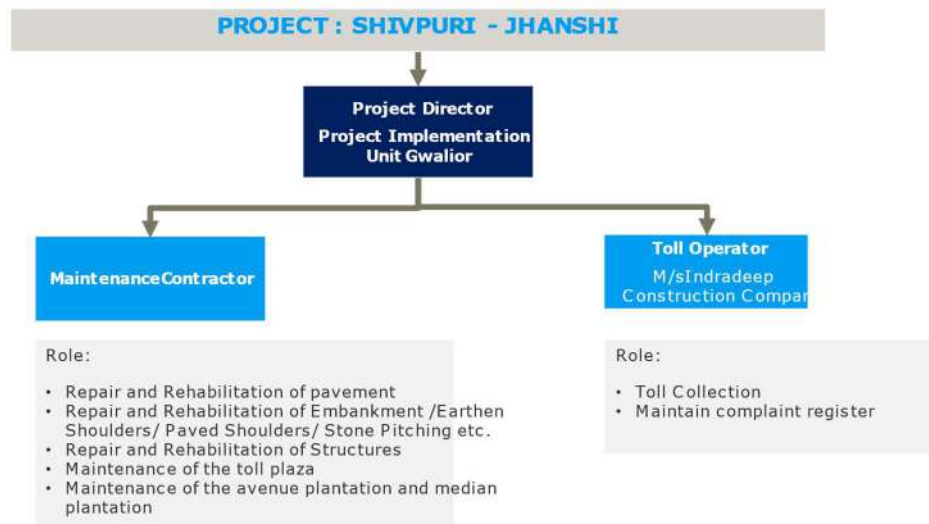 PROJECT : SHIVPURI - JHANSHI
Project Director
Project Implementation
Unit Gwalior
MaintenanceContractor
Role:
• Repair and Rehabilitation of pavement
• Repair and Rehabilitation of Embankment /Earthen
Shoulders/ Paved Shoulders/ Stone Pitching etc.
• Repair and Rehabilitation of Structures
• Maintenance of the toll plaza
• Maintenance of the avenue plantation and median
plantation
Toll Operator
M/sIndradeep
Construction Compar
Role:
• Toll Collection
• Maintain complaint register